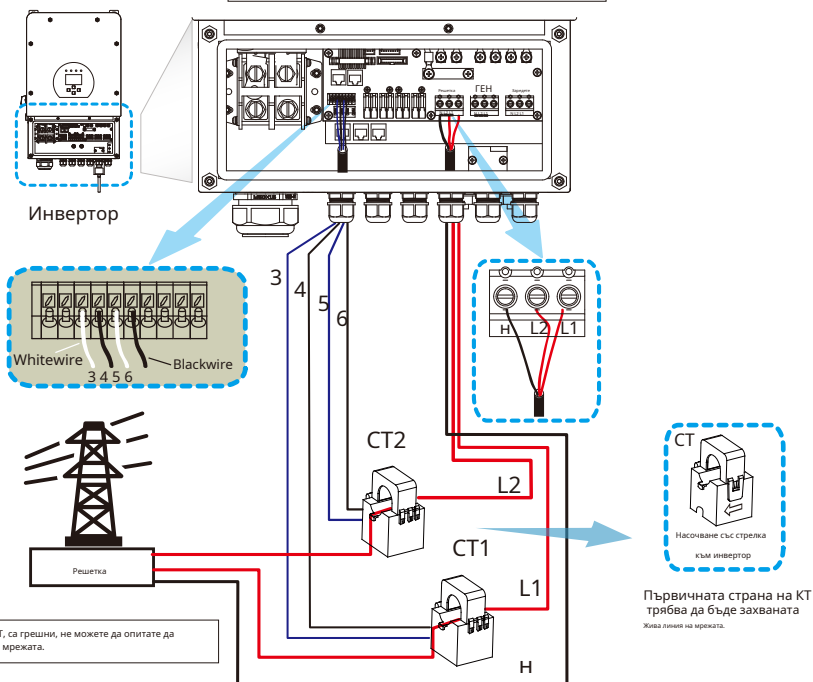 Решетка
ГЕН
Заредете
Инвертор
3
4
5
6
Whitewire
Blackwire
3 4 5 6
н L2 L1
CT2
L2
CT
Насочване със стрелка
към инвертор
CT1
Решетка
L1
Първичната страна на КТ
трябва да бъде захваната
Жива линия на мрежата.
Т, са грешни, не можете да опитате да
мрежата.
н